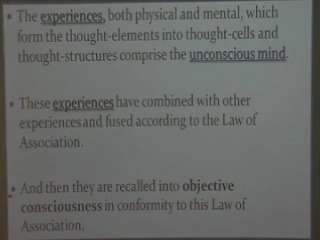 • The experiences, both physical and mental, which
form the thought-elements into thought-cells and
thought-structures comprise the unconscious mind.
• These experiences have combined with other
experiences and fused according to the Law of
Association.
• And then they are recalled into objective
consciousness in conformity to this Law of
Association.